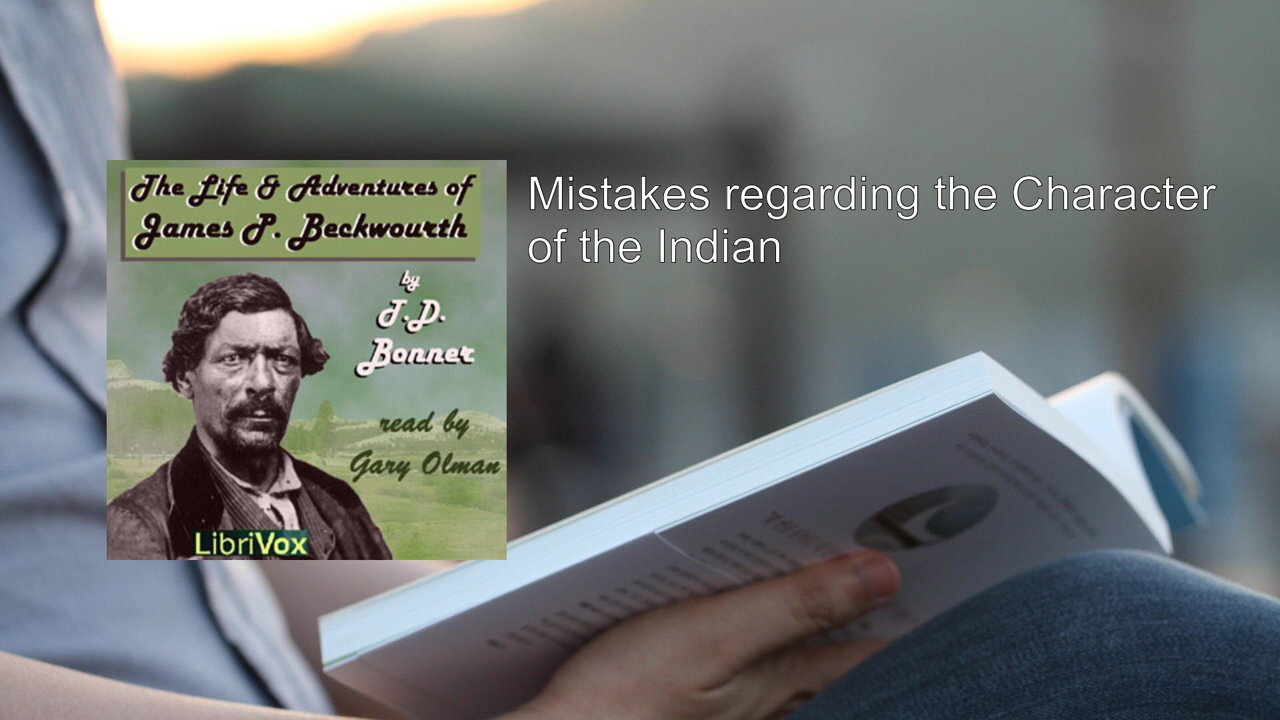 The Life & Adventures of
James P. Beckwourth
by
T.D.
Bonner
read by
Gary Olman
LibriVox
Mistakes regarding the Character
of the Indian